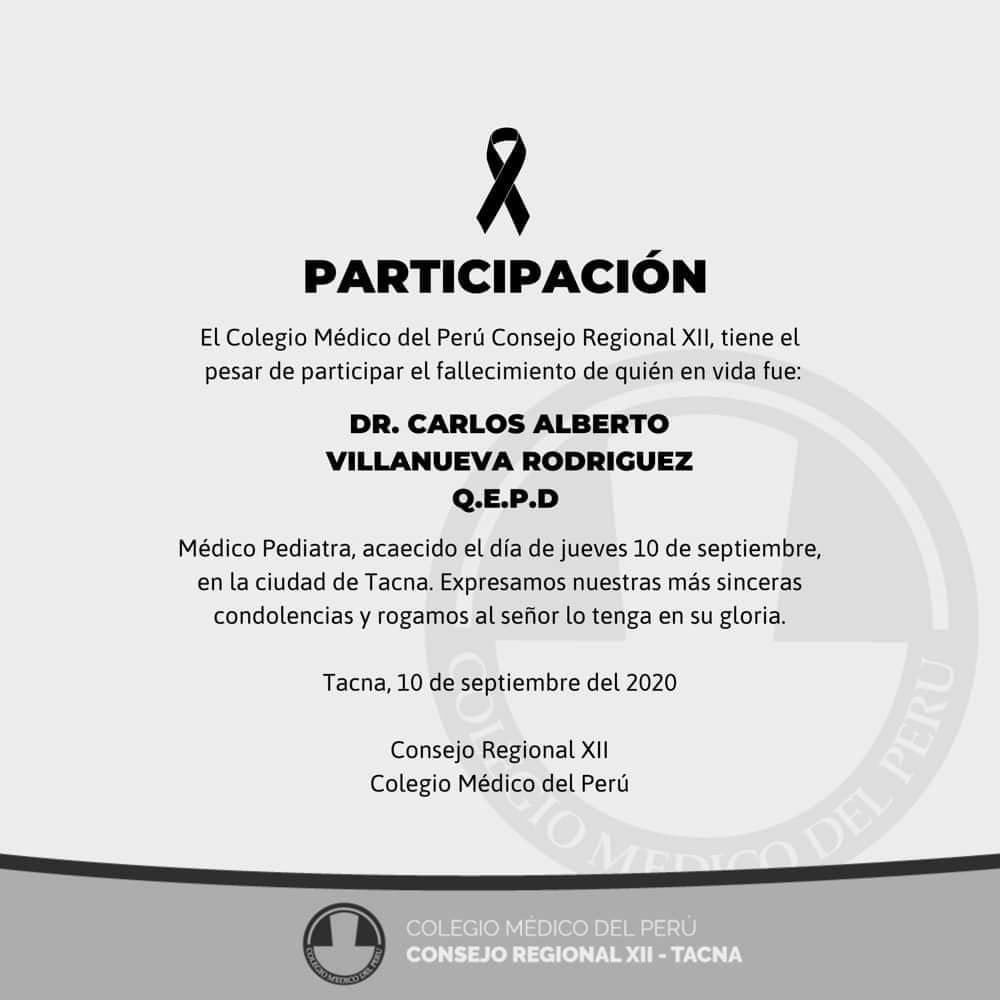 PARTICIPACIÓN
El Colegio Médico del Perú Consejo Regional XII, tiene el
pesar de participar el fallecimiento de quién en vida fue:
DR. CARLOS ALBERTO
VILLANUEVA RODRIGUEZ
Q.E.P.D
Médico Pediatra, acaecido el día de jueves 10 de septiembre,
en la ciudad de Tacna. Expresamos nuestras más sinceras
condolencias y rogamos al señor lo tenga en su gloria.
Tacna, 10 de septiembre del 2020
Consejo Regional XII
Colegio Médico del Perú
COLEGIO MEDICO DEL PERU
COLEGIO MEDICO DEL PERU
COLEGIO MÉDICO DEL PERÚ
CONSEJO REGIONAL XII - TACNA